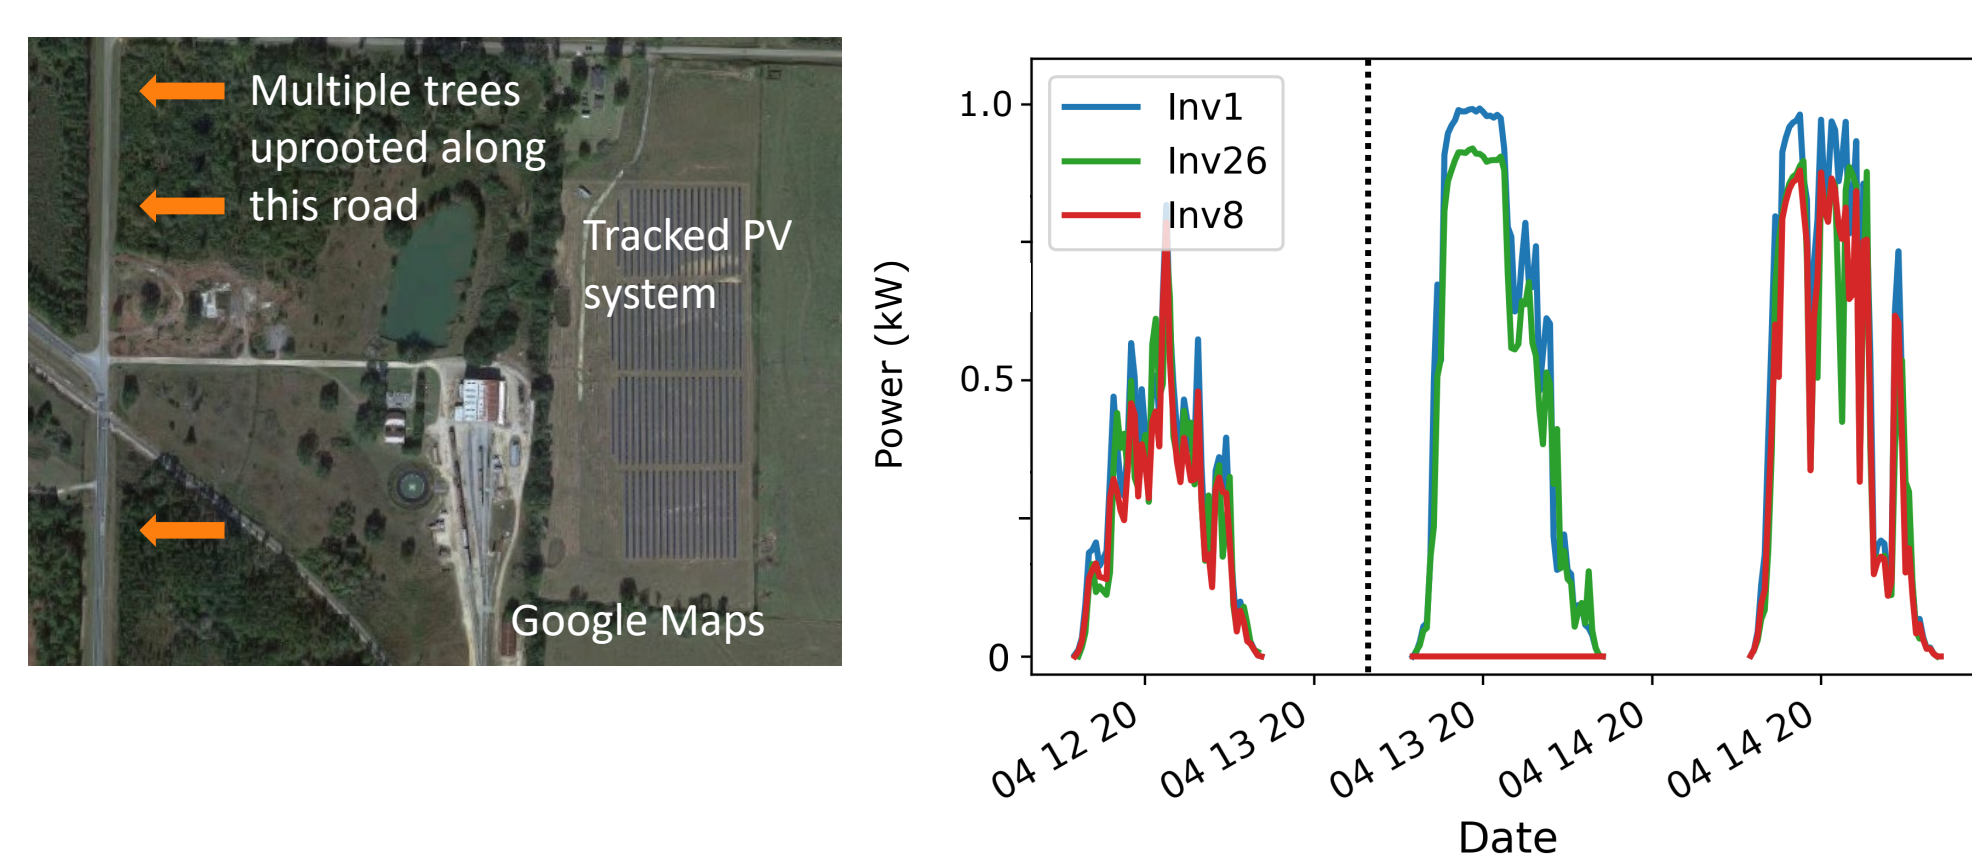 Multiple trees
uprooted along
this road
Tracked PV
system
Google Maps
Inv1
Inv26
Inv8
1.0
0.5
0
Power (kW)
04 12 20
04 13 20
04 13 20
04 14 20
04 14 20
Date